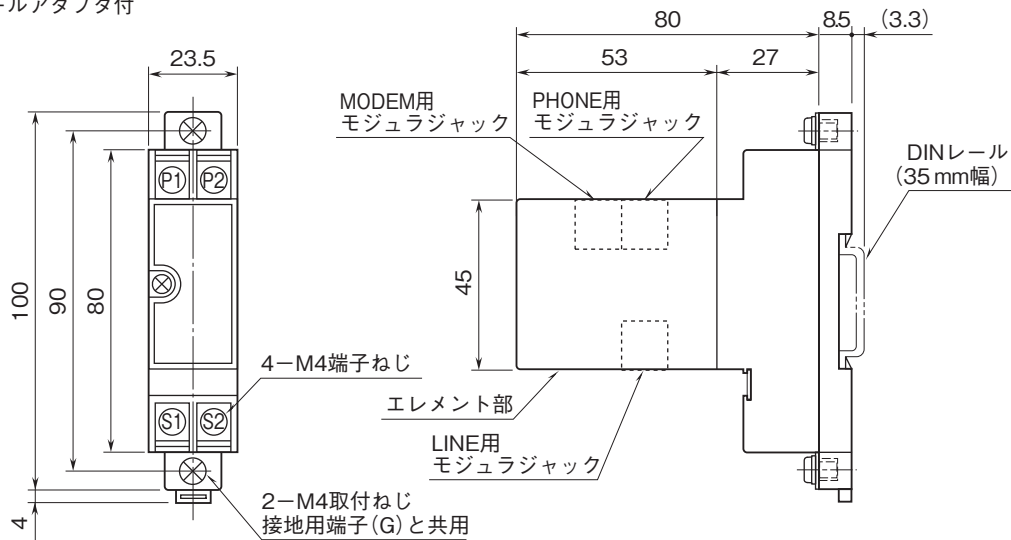 ールアダプタ付
23.5
80
8.5
(3.3)
53
27
MODEM用
モジュラジャック
PHONE用
モジュラジャック
DINレール
(35 mm幅)
P1
P2
100
90
80
45
4−M4端子ねじ
エレメント部
S1
S2
LINE用
モジュラジャック
2−M4取付ねじ
接地用端子(G)と共用
4